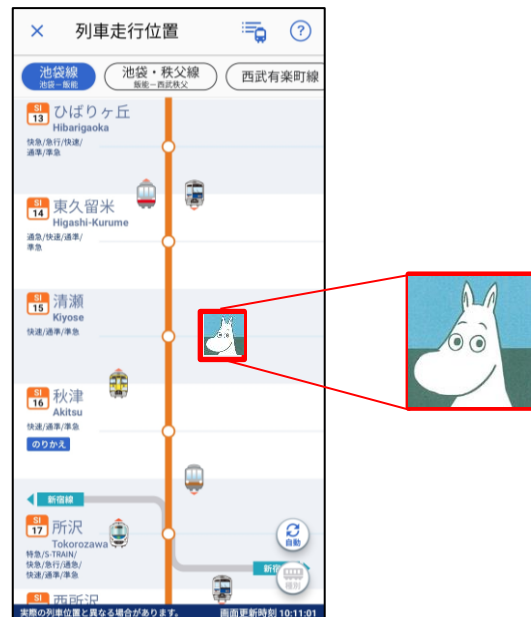 × 列車走行位置 ?
池袋線
池袋ー飯能
池袋・秩父線
飯能ー西武秩父
西武有楽町線
SI
13
ひばりヶ丘
Hibarigaoka
快急/急行/快速/
通準/準急
SI
14
東久留米
Higashi-Kurume
通急/快速/通準/
準急
SI
15
清瀬
Kiyose
快速/通準/準急
SI
16
秋津
Akitsu
快速/通準/準急
のりかえ
新宿線
SI
17
所沢
Tokorozawa
特急/S-TRAIN/
快急/急行/通急/
快速/通準/準急
自動
新宿
種別
SI
西所沢
実際の列車位置と異なる場合があります。 画面更新時刻 10:11:01